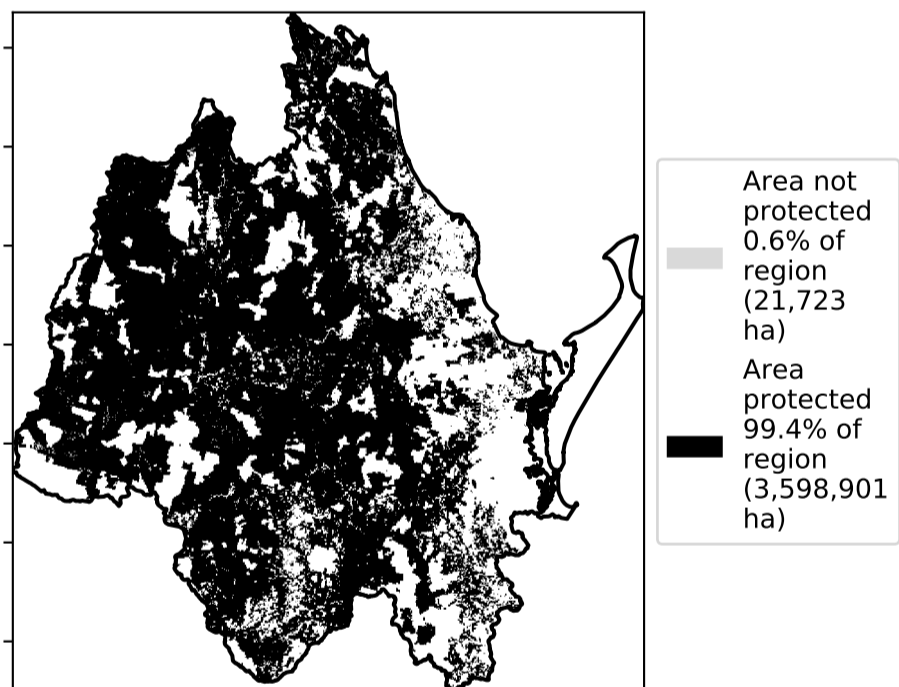 Area not
protected
0.6% of
region
(21,723
ha)
Area
protected
99.4% of
region
(3,598,901
ha)